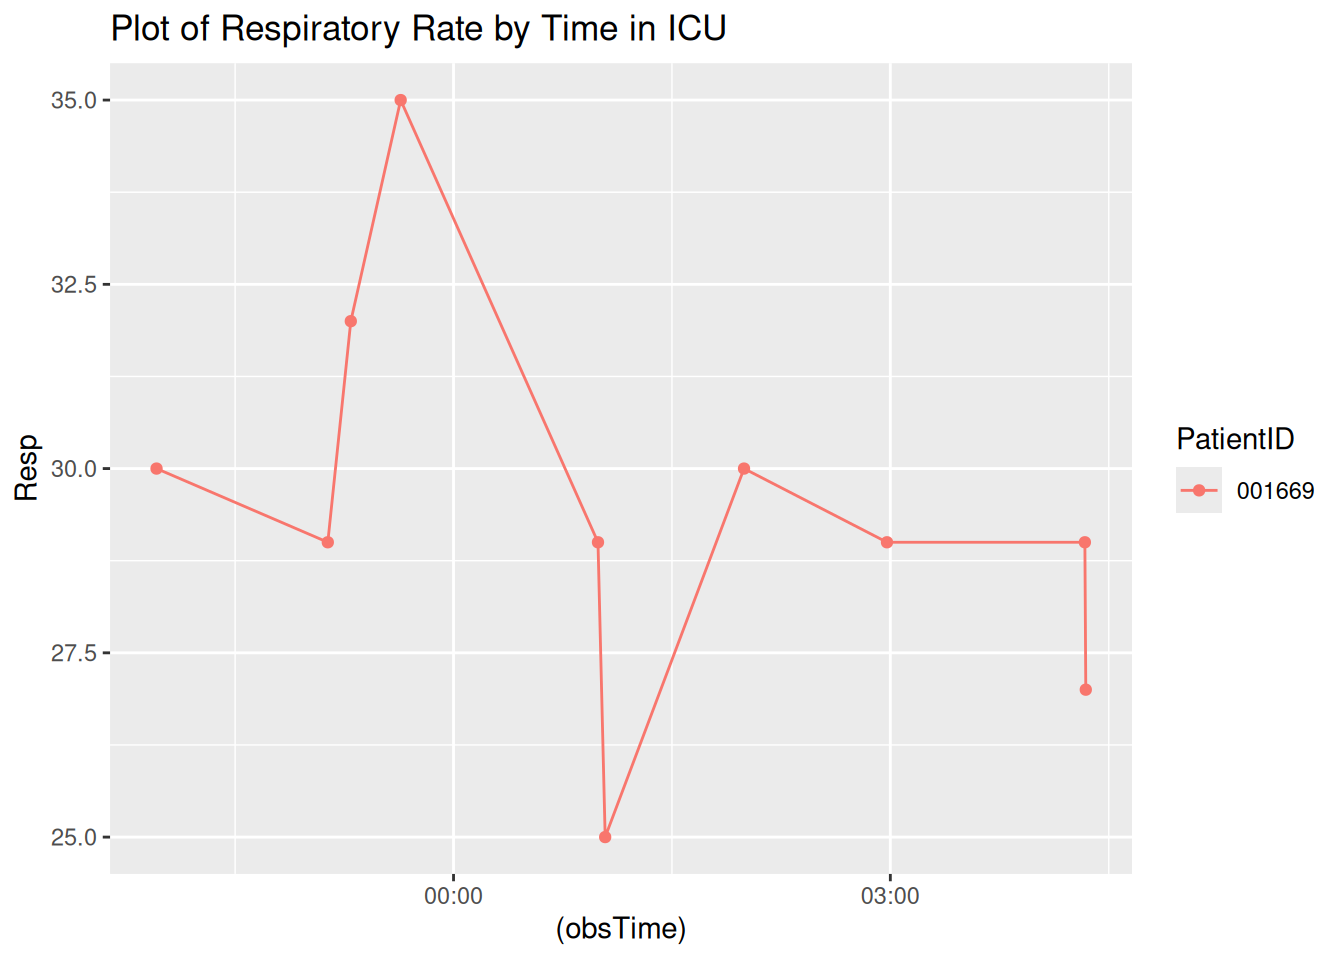 Plot of Respiratory Rate by Time in ICU
35.0
32.5
30.0
27.5
25.0
Resp
00:00
03:00
(obsTime)
PatientID
001669